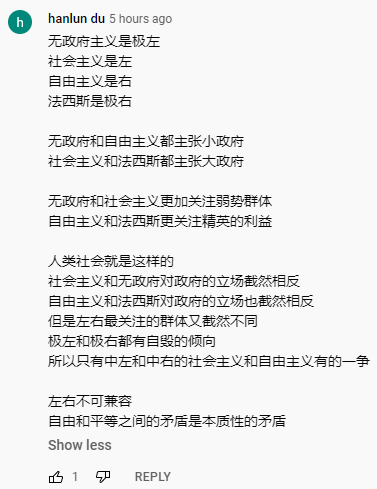 h
hanlun du 5 hours ago
无政府主义是极左
社会主义是左
自由主义是右
法西斯是极右
无政府和自由主义都主张小政府
社会主义和法西斯都主张大政府
无政府和社会主义更加关注弱势群体
自由主义和法西斯更关注精英的利益
人类社会就是这样的
社会主义和无政府对政府的立场截然相反
自由主义和法西斯对政府的立场也截然相反
但是左右最关注的群体又截然不同
极左和极右都有自毁的倾向
所以只有中左和中右的社会主义和自由主义有的一争
左右不可兼容
自由和平等之间的矛盾是本质性的矛盾
Show less
1 REPLY